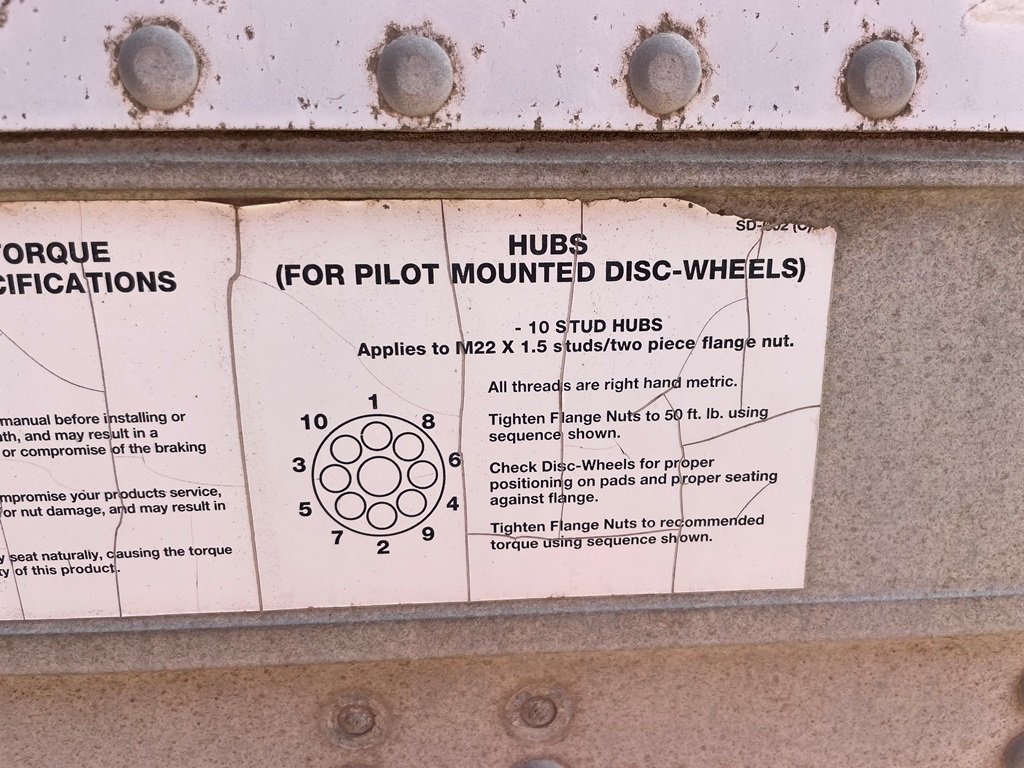 TORQUE
CIFICATIONS
manual before installing or
th, and may result in a
or compromise of the braking
mpromise your products service,
or nut damage, and may result in
y seat naturally, causing the torque
ty of this product.
SD- 02 (C)
HUBS
(FOR PILOT MOUNTED DISC-WHEELS)
- 10 STUD HUBS
Applies to M22 X 1.5 studs/two piece flange nut.
1
10 8
3 6
5 4
7 9
2
All threads are right hand metric.
Tighten Flange Nuts to 50 ft. lb. using
sequence shown.
Check Disc-Wheels for proper
positioning on pads and proper seating
against flange.
Tighten Flange Nuts to recommended
torque using sequence shown.